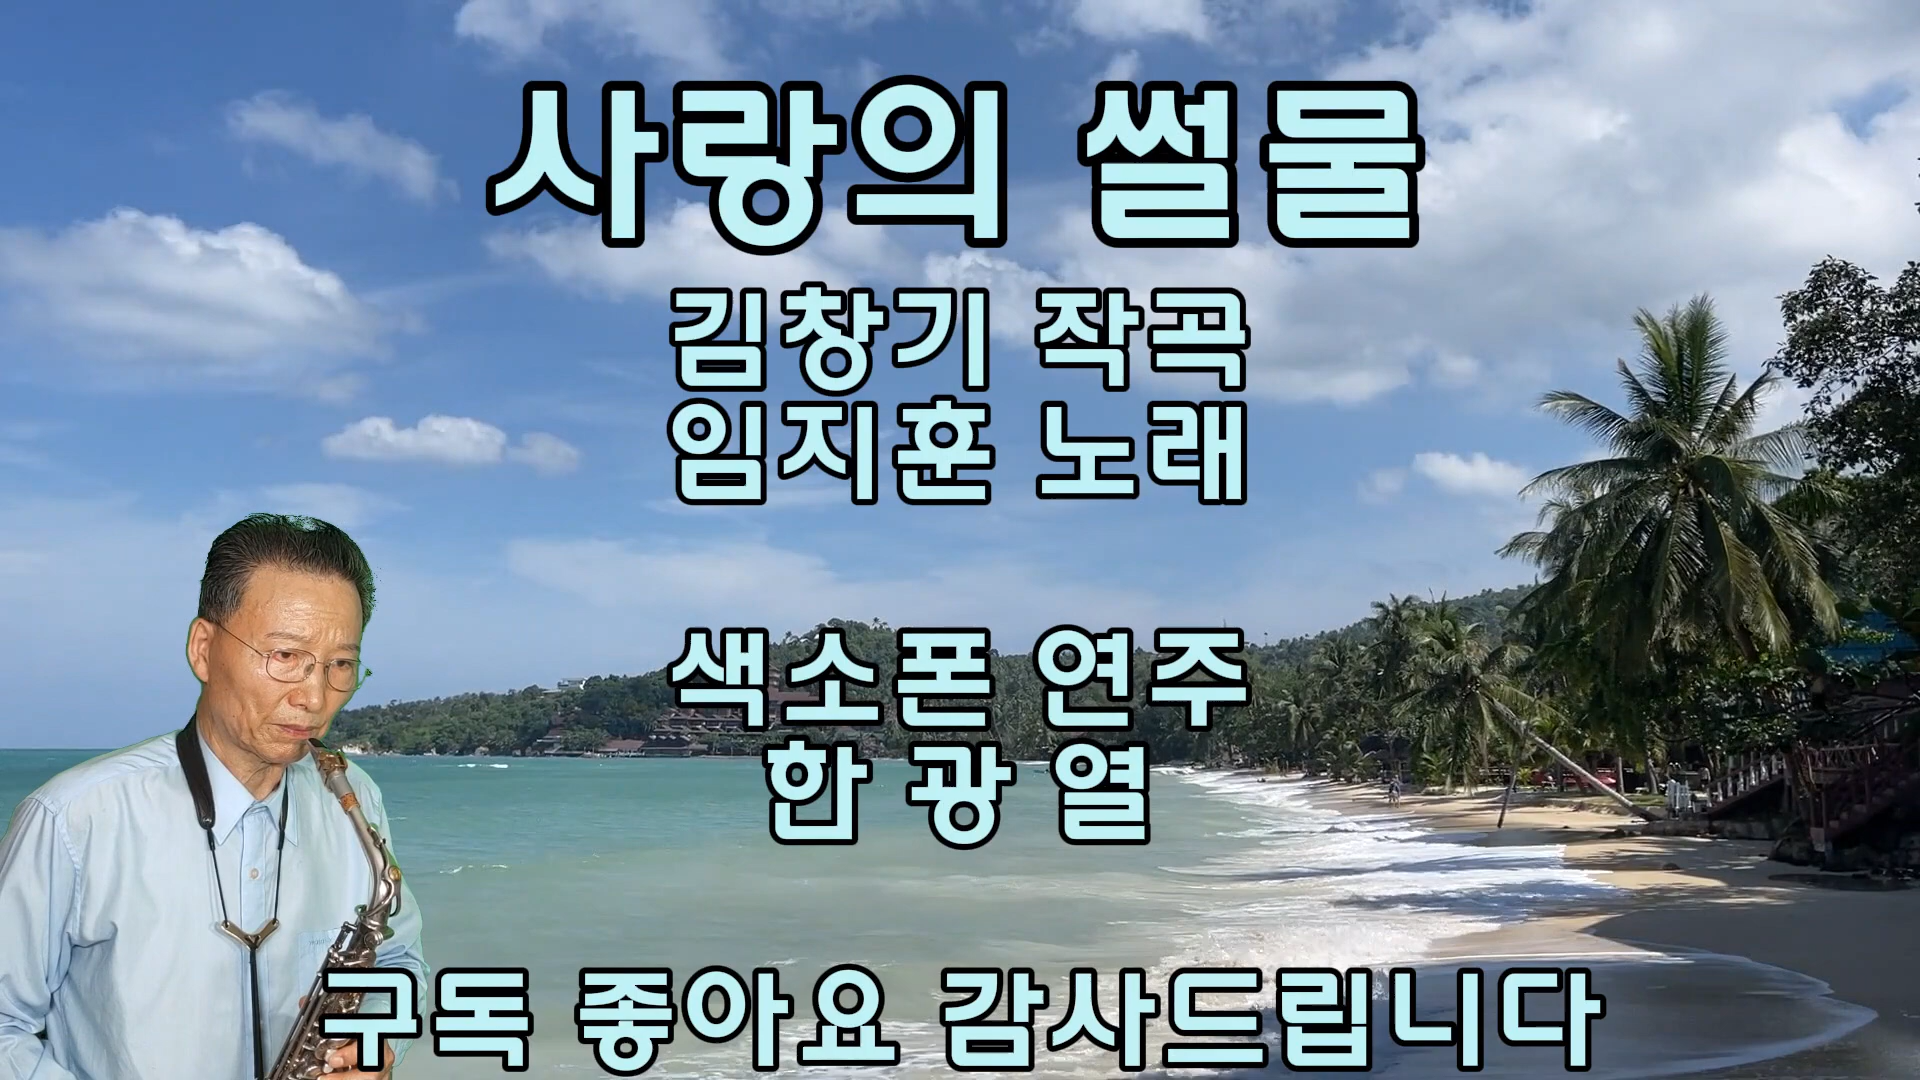 사랑의 썰물
김창기 작곡
임지훈 노래
색소폰 연주
한 광 열
구독 좋아요 감사드립니다